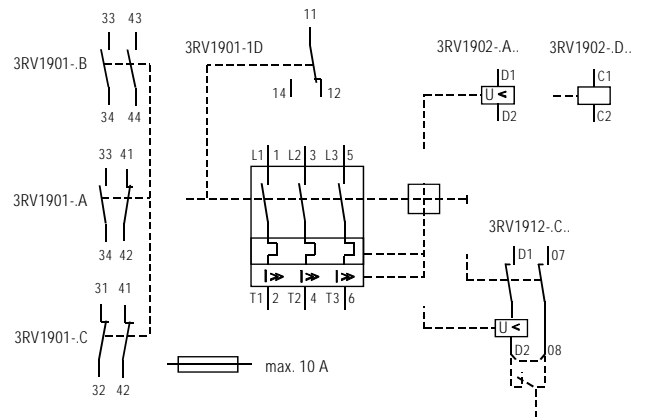 33 43
3RV1901-.B
34 44
33 41
3RV1901-.A
34 42
31 41
3RV1901-.C
32 42
11
3RV1901-1D
14 12
L1 1 L2 3 L3 5
I> I> I>
T1 2 T2 4 T3 6
max. 10 A
3RV1902-.A..
D1
U <
D2
3RV1902-.D..
C1
C2
3RV1912-.C..
D1 07
U <
D2 08